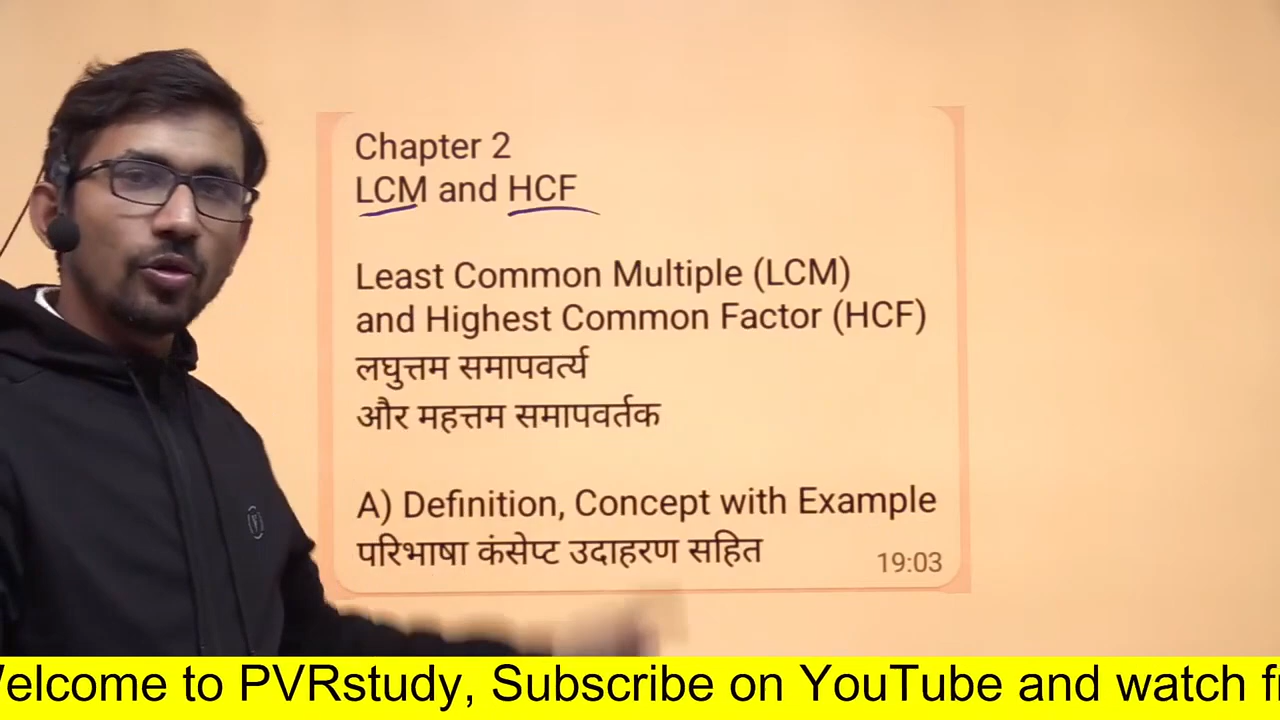 Chapter 2
LCM and HCF
Least Common Multiple (LCM)
and Highest Common Factor (HCF)
लघुत्तम समापवर्त्य
और महत्तम समापवर्तक
A) Definition, Concept with Example
परिभाषा कंसेप्ट उदाहरण सहित
19:03
Welcome to PVRstudy, Subscribe on YouTube and watch